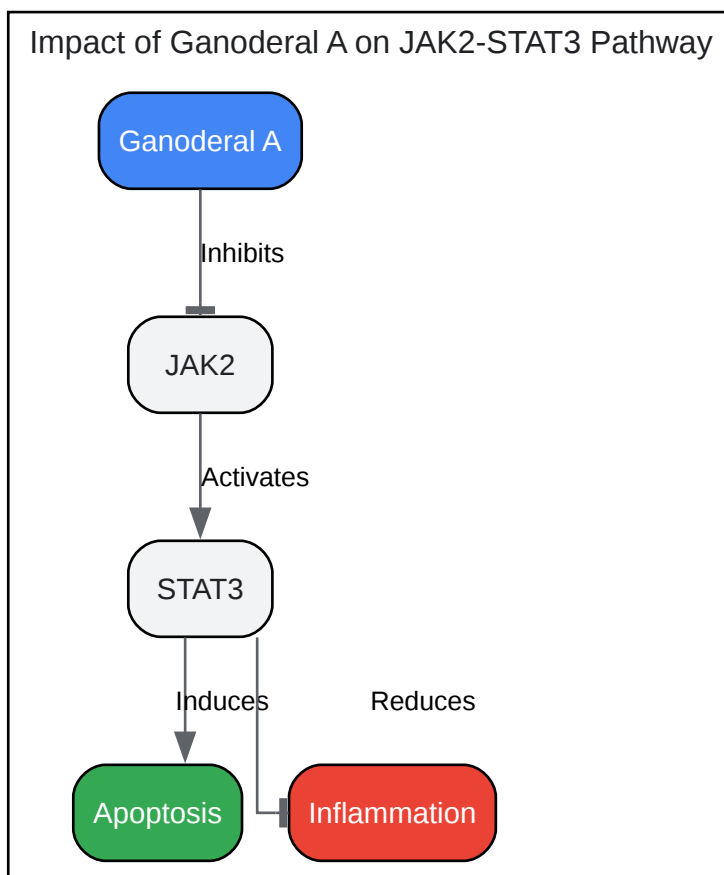 Impact of Ganoderal A on JAK2-STAT3 Pathway
Ganoderal A
Inhibits
JAK2
Activates
STAT3
Induces
Reduces
Apoptosis
Inflammation